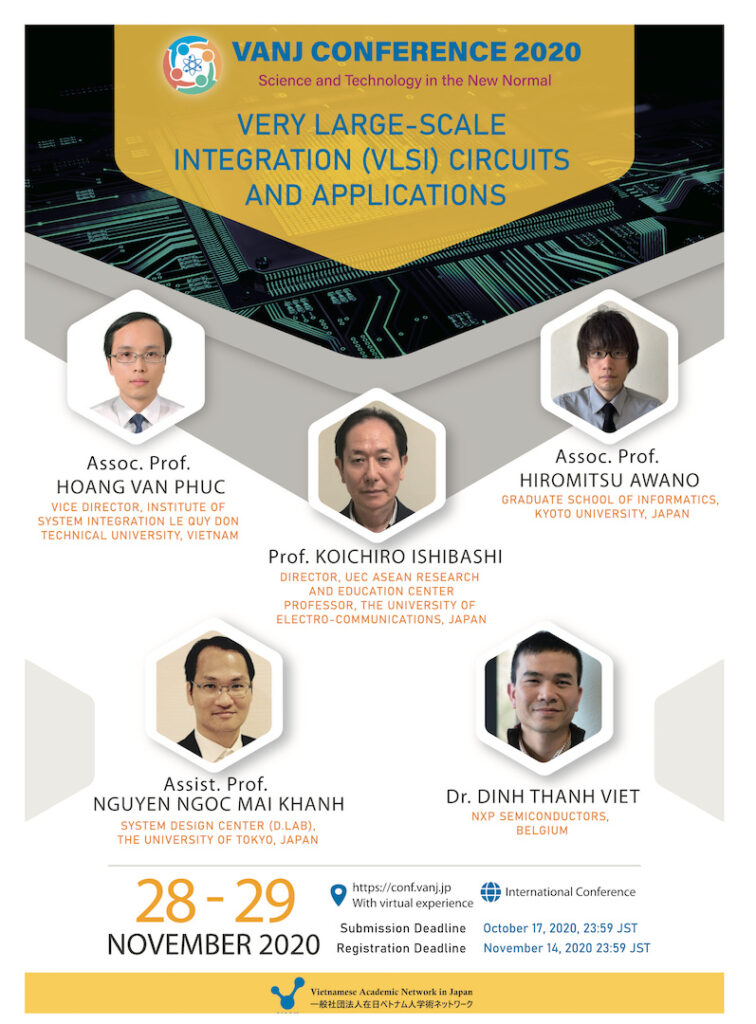 VANJ CONFERENCE 2020
Science and Technology in the New Normal
VERY LARGE-SCALE
INTEGRATION (VLSI) CIRCUITS
AND APPLICATIONS
Assoc. Prof.
HOANG VAN PHUC
VICE DIRECTOR, INSTITUTE OF
SYSTEM INTEGRATION LE QUY DON
TECHNICAL UNIVERSITY, VIETNAM
Assoc. Prof.
HIROMITSU AWANO
GRADUATE SCHOOL OF INFORMATICS,
KYOTO UNIVERSITY, JAPAN
Prof. KOICHIRO ISHIBASHI
DIRECTOR, UEC ASEAN RESEARCH
AND EDUCATION CENTER
PROFESSOR, THE UNIVERSITY OF
ELECTRO-COMMUNICATIONS, JAPAN
Assist. Prof.
NGUYEN NGOC MAI KHANH
SYSTEM DESIGN CENTER (D.LAB),
THE UNIVERSITY OF TOKYO, JAPAN
Dr. DINH THANH VIET
NXP SEMICONDUCTORS,
BELGIUM
28 - 29
NOVEMBER 2020
https://conf.vanj.jp
With virtual experience
International Conference
Submission Deadline October 17, 2020, 23:59 JST
Registration Deadline November 14, 2020 23:59 JST
Vietnamese Academic Network in Japan
一般社団法人在日ベトナム人学術ネットワーク